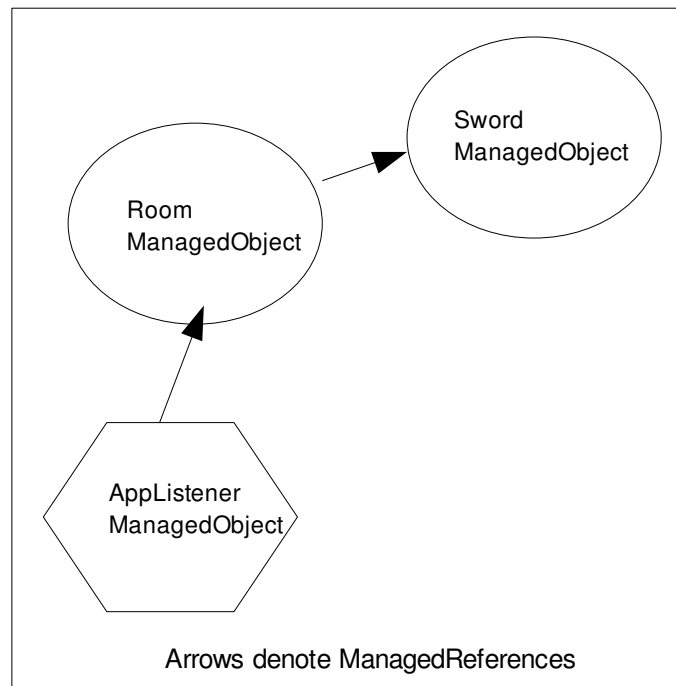 Sword
ManagedObject
Room
ManagedObject
AppListener
ManagedObject
Arrows denote ManagedReferences